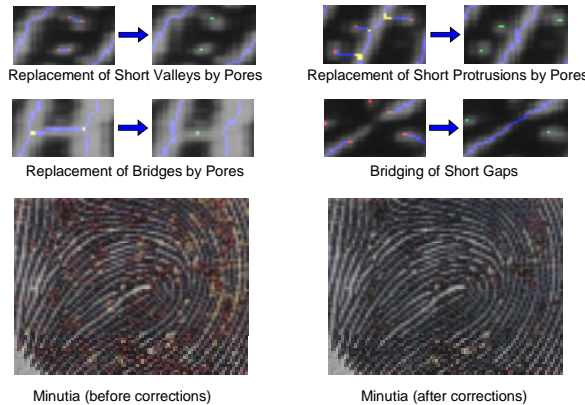 Replacement of Short Valleys by Pores
Replacement of Short Protrusions by Pores
Replacement of Bridges by Pores
Bridging of Short Gaps
Minutia (before corrections)
Minutia (after corrections)